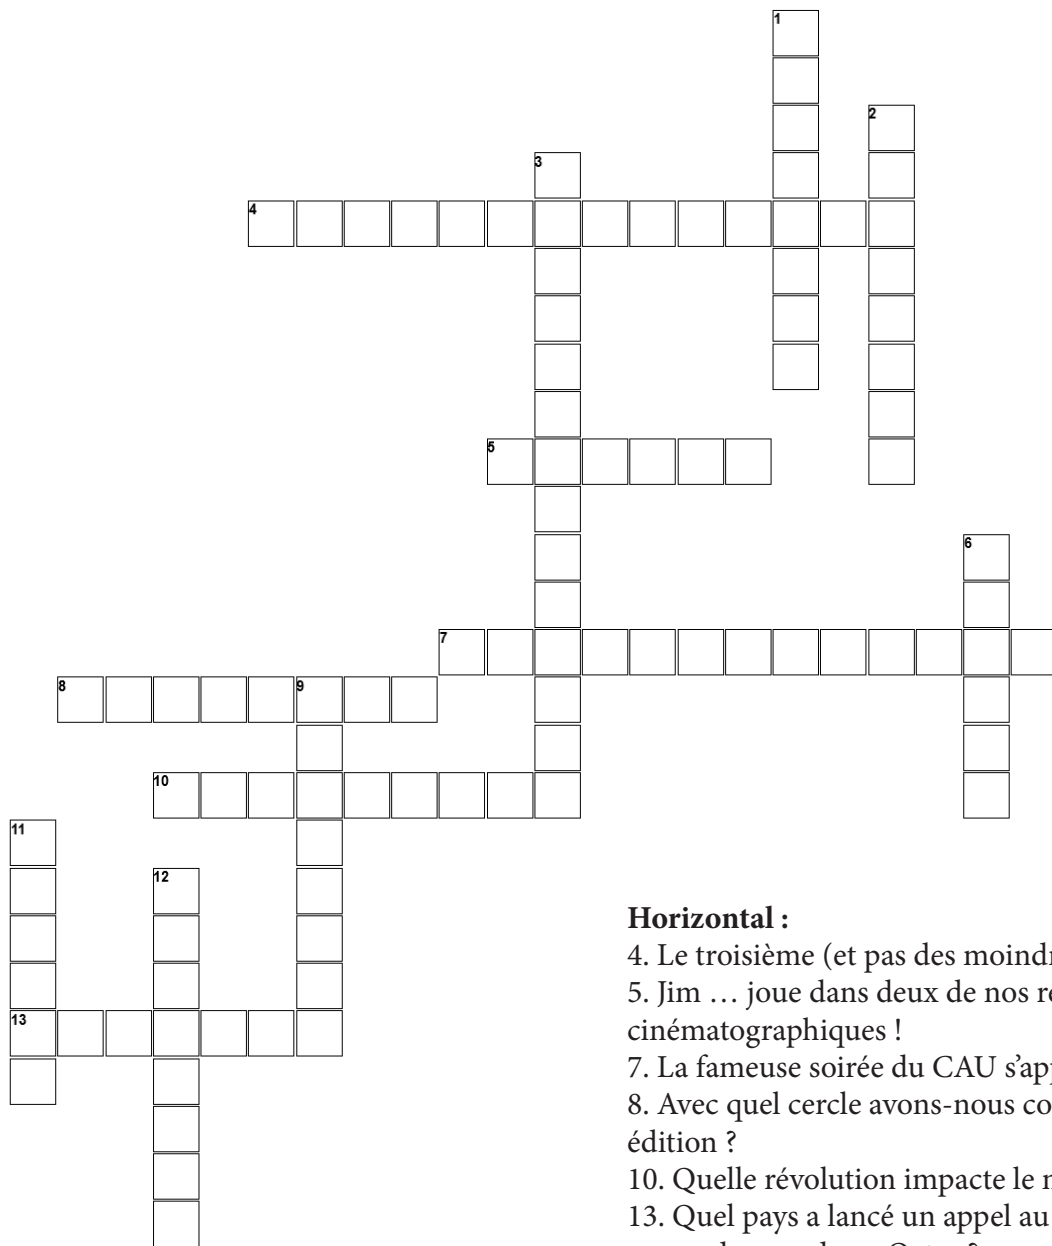 1
2
3
4
5
6
7
8
9
10
11
12
13
Horizontal :
4. Le troisième (et pas des moindr
5. Jim … joue dans deux de nos re
cinématographiques !
7. La fameuse soirée du CAU s’app
8. Avec quel cercle avons-nous co
édition ?
10. Quelle révolution impacte le
13. Quel pays a lancé un appel au